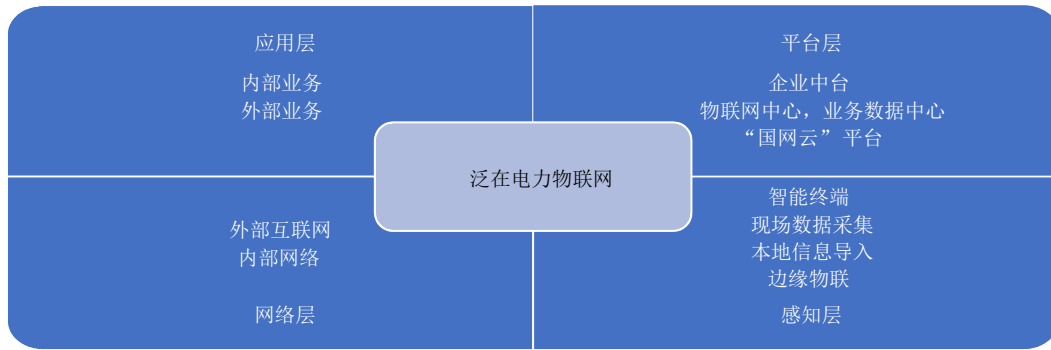 应用层
内部业务
外部业务
平台层
企业中台
物联网中心，业务数据中心
“国网云”平台
泛在电力物联网
外部互联网
内部网络
网络层
智能终端
现场数据采集
本地信息导入
边缘物联
感知层